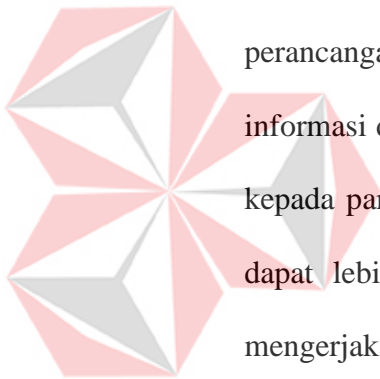 perancanga
informasi
kepada par
dapat lebi
mengerjak